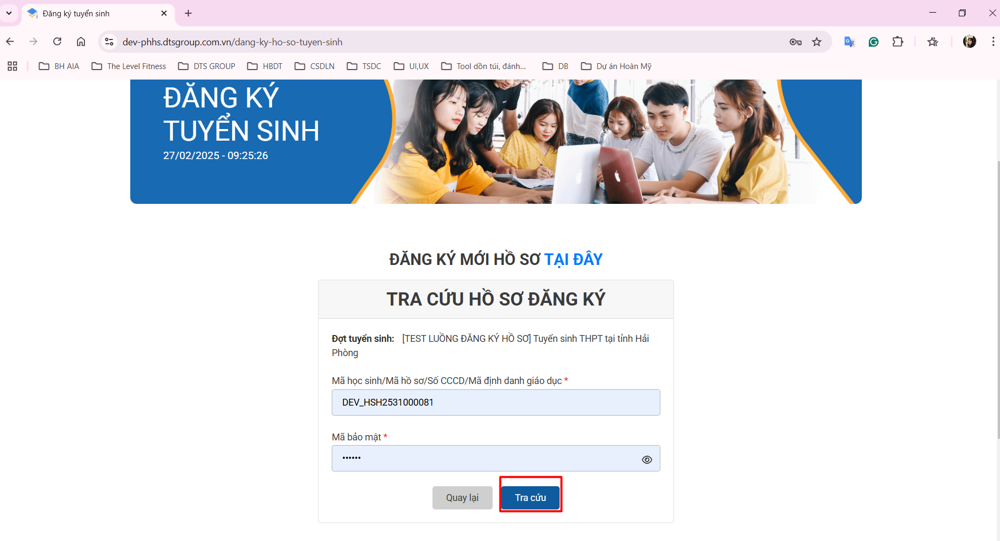 Đăng ký tuyển sinh
dev-phhs.dtsgroup.com.vn/dang-ky-ho-so-tuyen-sinh
BH AIA The Level Fitness DTS GROUP HBDT CSDLN TSDC UI,UX Tool dồn túi, đánh... DB Dự án Hoàn Mỹ
ĐĂNG KÝ
TUYỂN SINH
27/02/2025 - 09:25:26
ĐĂNG KÝ MỚI HỒ SƠ TẠI ĐÂY
TRA CỨU HỒ SƠ ĐĂNG KÝ
Đợt tuyển sinh: [TEST LUỒNG ĐĂNG KÝ HỒ SƠ] Tuyển sinh THPT tại tỉnh Hải
Phòng
Mã học sinh/Mã hồ sơ/Số CCCD/Mã định danh giáo dục *
DEV_HSH2531000081
Mã bảo mật *
••••••
Quay lại Tra cứu